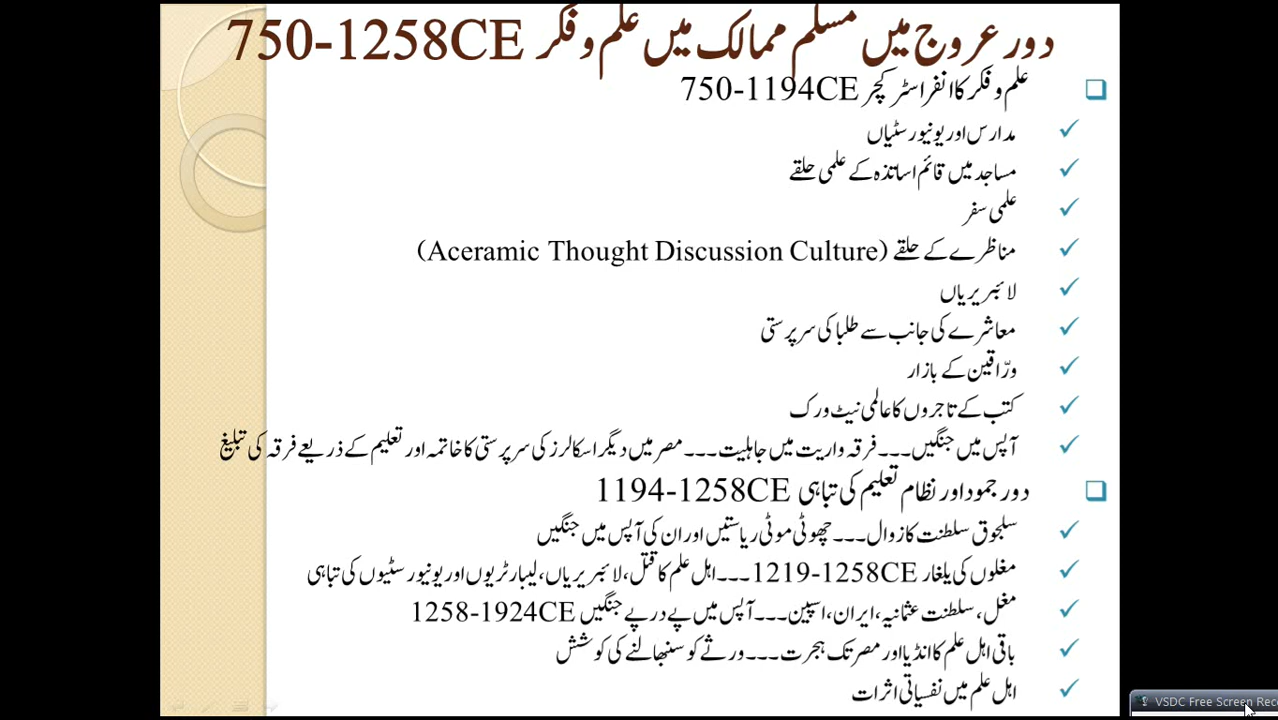 دور عروج میں مسلم ممالک میں علم و فکر 750-1258CE
علم و فکر کا انفراسٹرکچر 750-1194CE
مدارس اور یونیورسٹیاں
مساجد میں قائم اساتذہ کے علمی حلقے
علمی سفر
مناظرے کے حلقے (Aceramic Thought Discussion Culture)
لائبریریاں
معاشرے کی جانب سے طلبا کی سرپرستی
ورّاقین کے بازار
کتب کے تاجروں کا عالمی نیٹ ورک
آپس میں جنگیں۔۔۔فرقہ واریت میں جاہلیت۔۔۔مصر میں دیگر اسکالرز کی سرپرستی کا خاتمہ اور تعلیم کے ذریعے فرقہ کی تبلیغ
دور جمود اور نظام تعلیم کی تباہی 1194-1258CE
سلجوق سلطنت کا زوال۔۔۔چھوٹی موٹی ریاستیں اور ان کی آپس میں جنگیں
مغلوں کی یلغار 1219-1258CE۔۔۔اہل علم کا قتل، لائبریریاں، لیبارٹریوں اور یونیورسٹیوں کی تباہی
مغل، سلطنت عثمانیہ، ایران، اسپین۔۔۔آپس میں پے در پے جنگیں 1258-1924CE
باقی اہل علم کا انڈیا اور مصر تک ہجرت۔۔۔ورثے کو سنبھالنے کی کوشش
اہل علم میں نفسیاتی اثرات
VSDC Free Screen Rec